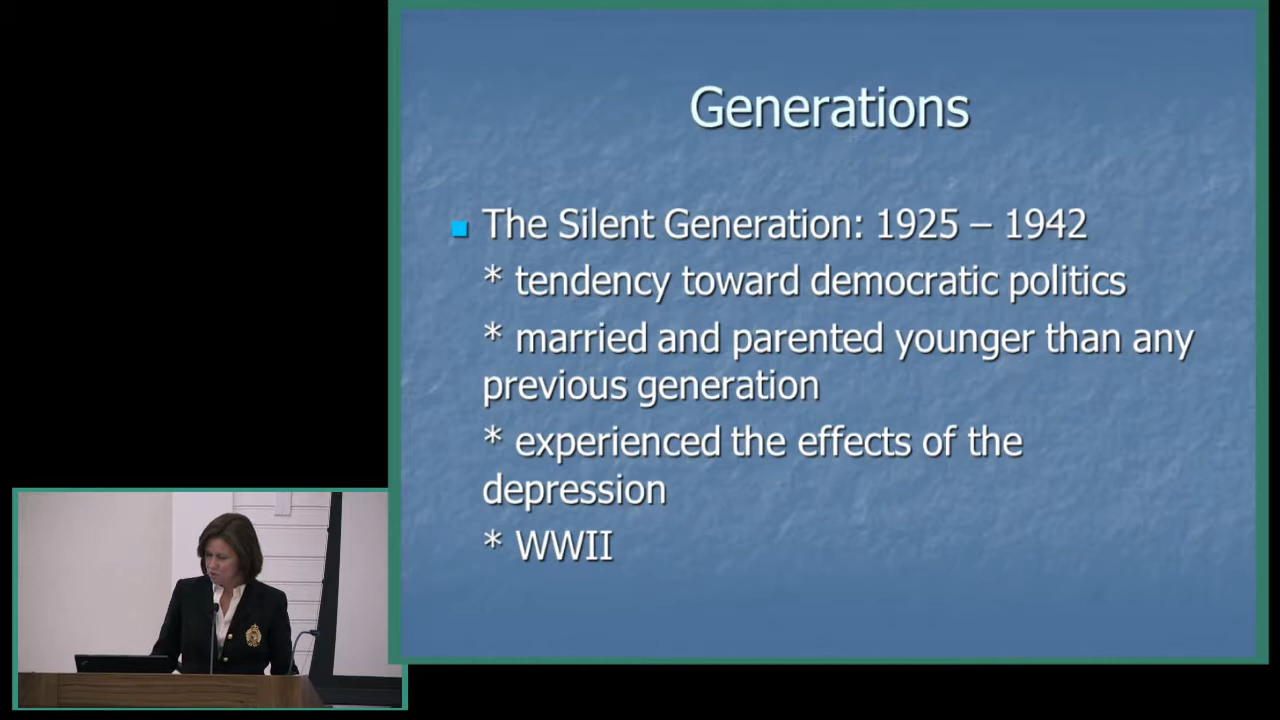 Generations
The Silent Generation: 1925 – 1942
* tendency toward democratic politics
* married and parented younger than any
previous generation
* experienced the effects of the
depression
* WWII